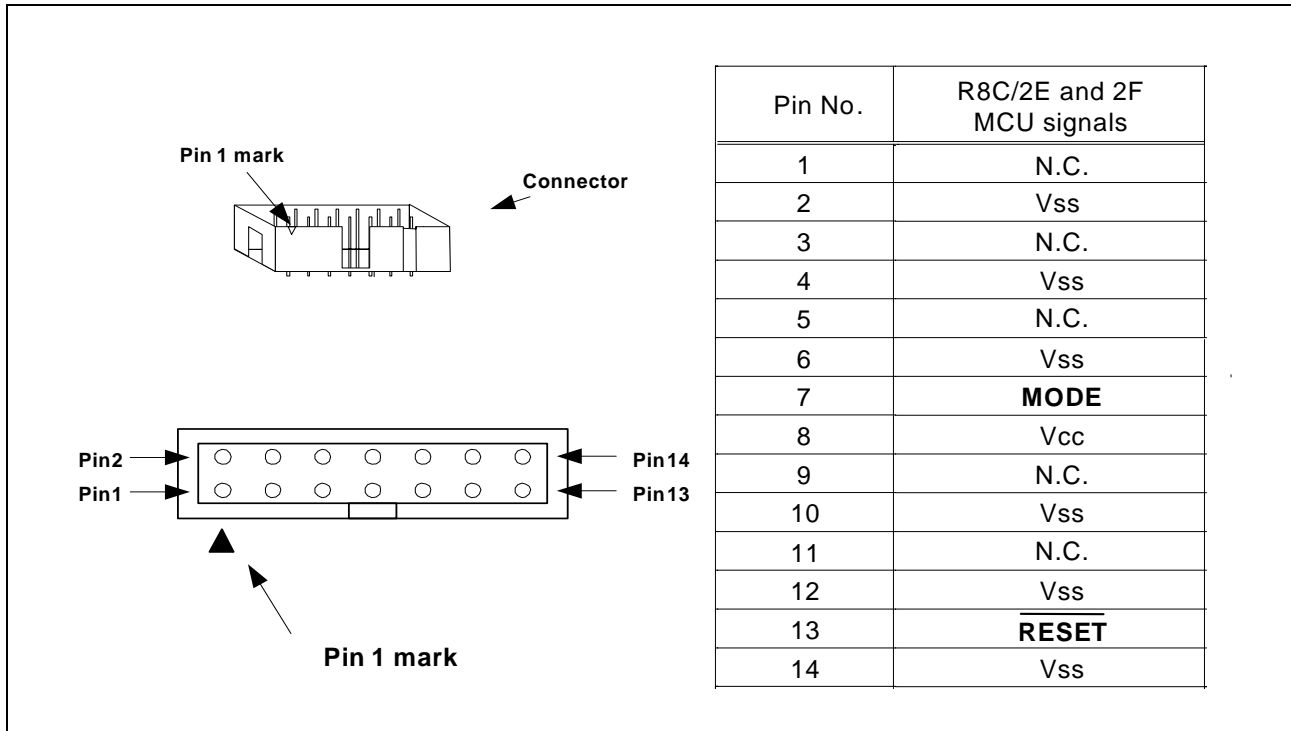 Pin 1 mark
Connector
Pin2
Pin1
Pin14
Pin13
Pin 1 mark
Pin No. R8C/2E and 2F
MCU signals
1 N.C.
2 Vss
3 N.C.
4 Vss
5 N.C.
6 Vss
7 MODE
8 Vcc
9 N.C.
10 Vss
11 N.C.
12 Vss
13 RESET
14 Vss